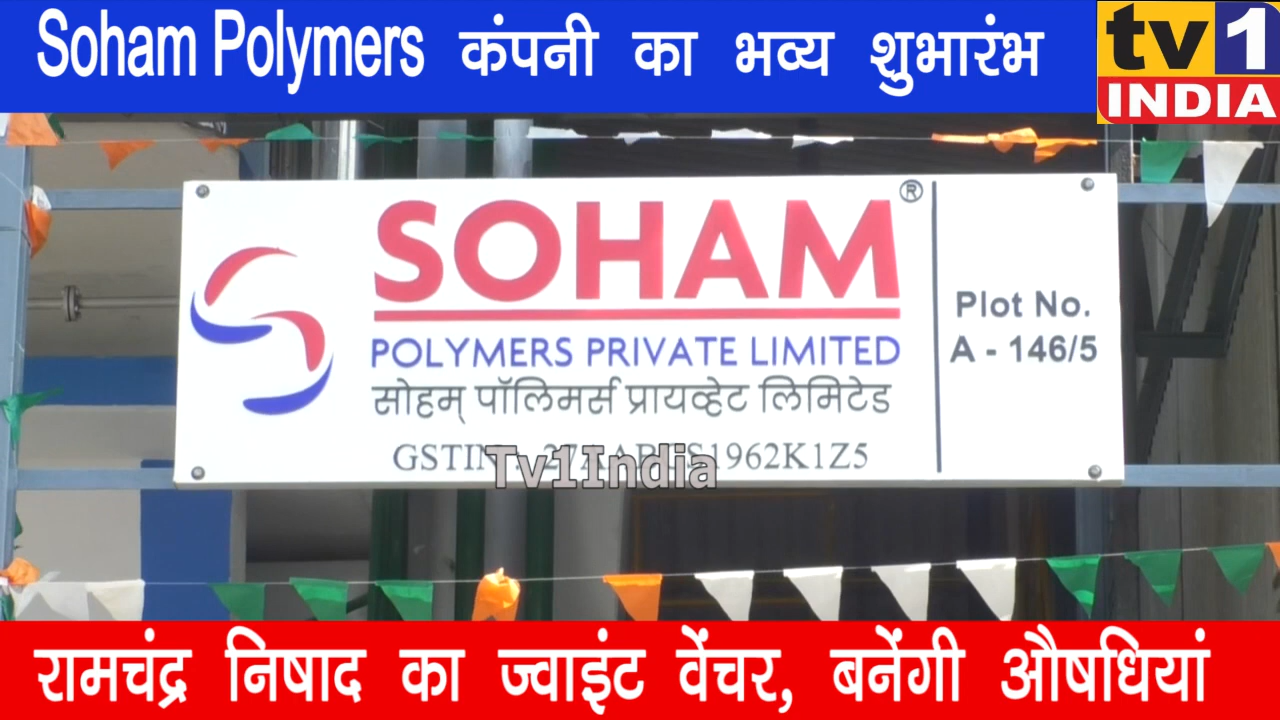 Soham Polymers कंपनी का भव्य शुभारंभ
tv1
INDIA
SOHAM®
POLYMERS PRIVATE LIMITED
सोहम् पॉलिमर्स प्रायव्हेट लिमिटेड
Plot No.
A - 146/5
Tv1India
रामचंद्र निषाद का ज्वाइंट वेंचर, बनेंगी औषधियां